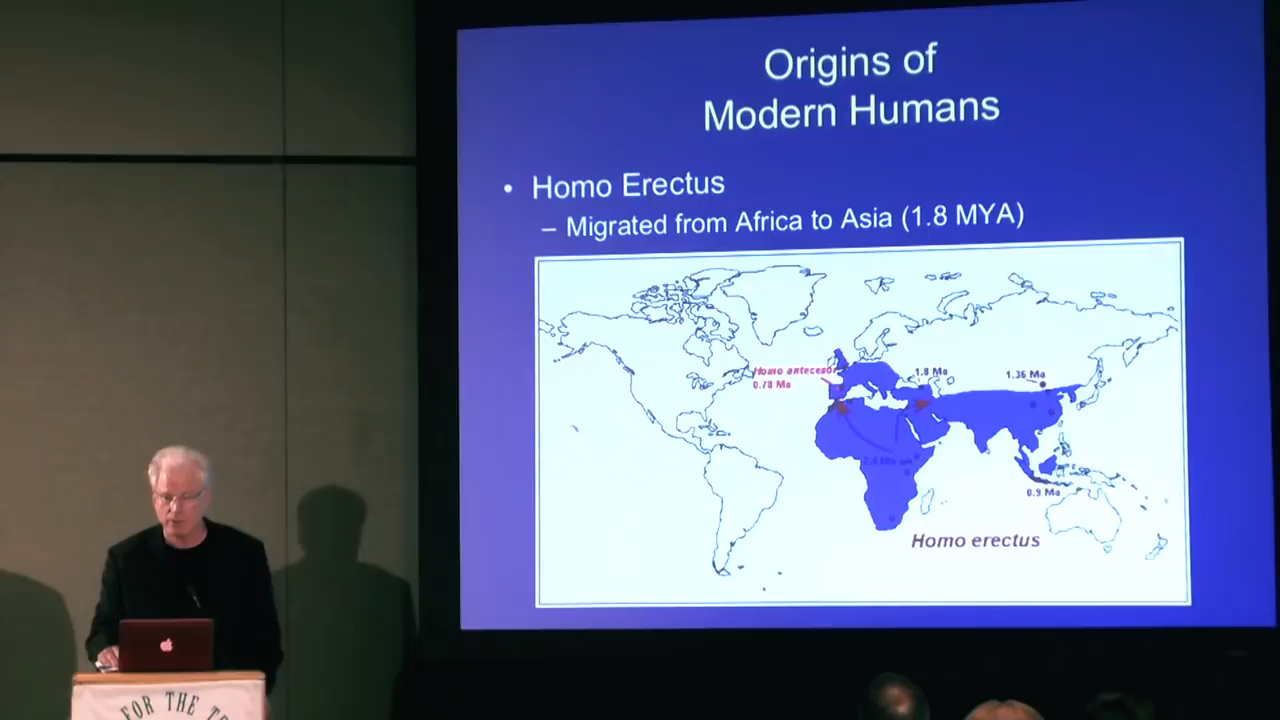 Origins of
Modern Humans
• Homo Erectus
– Migrated from Africa to Asia (1.8 MYA)
Homo antecesor
0.78 Ma
1.8 Ma
1.36 Ma
0.9 Ma
Homo erectus
FOR THE